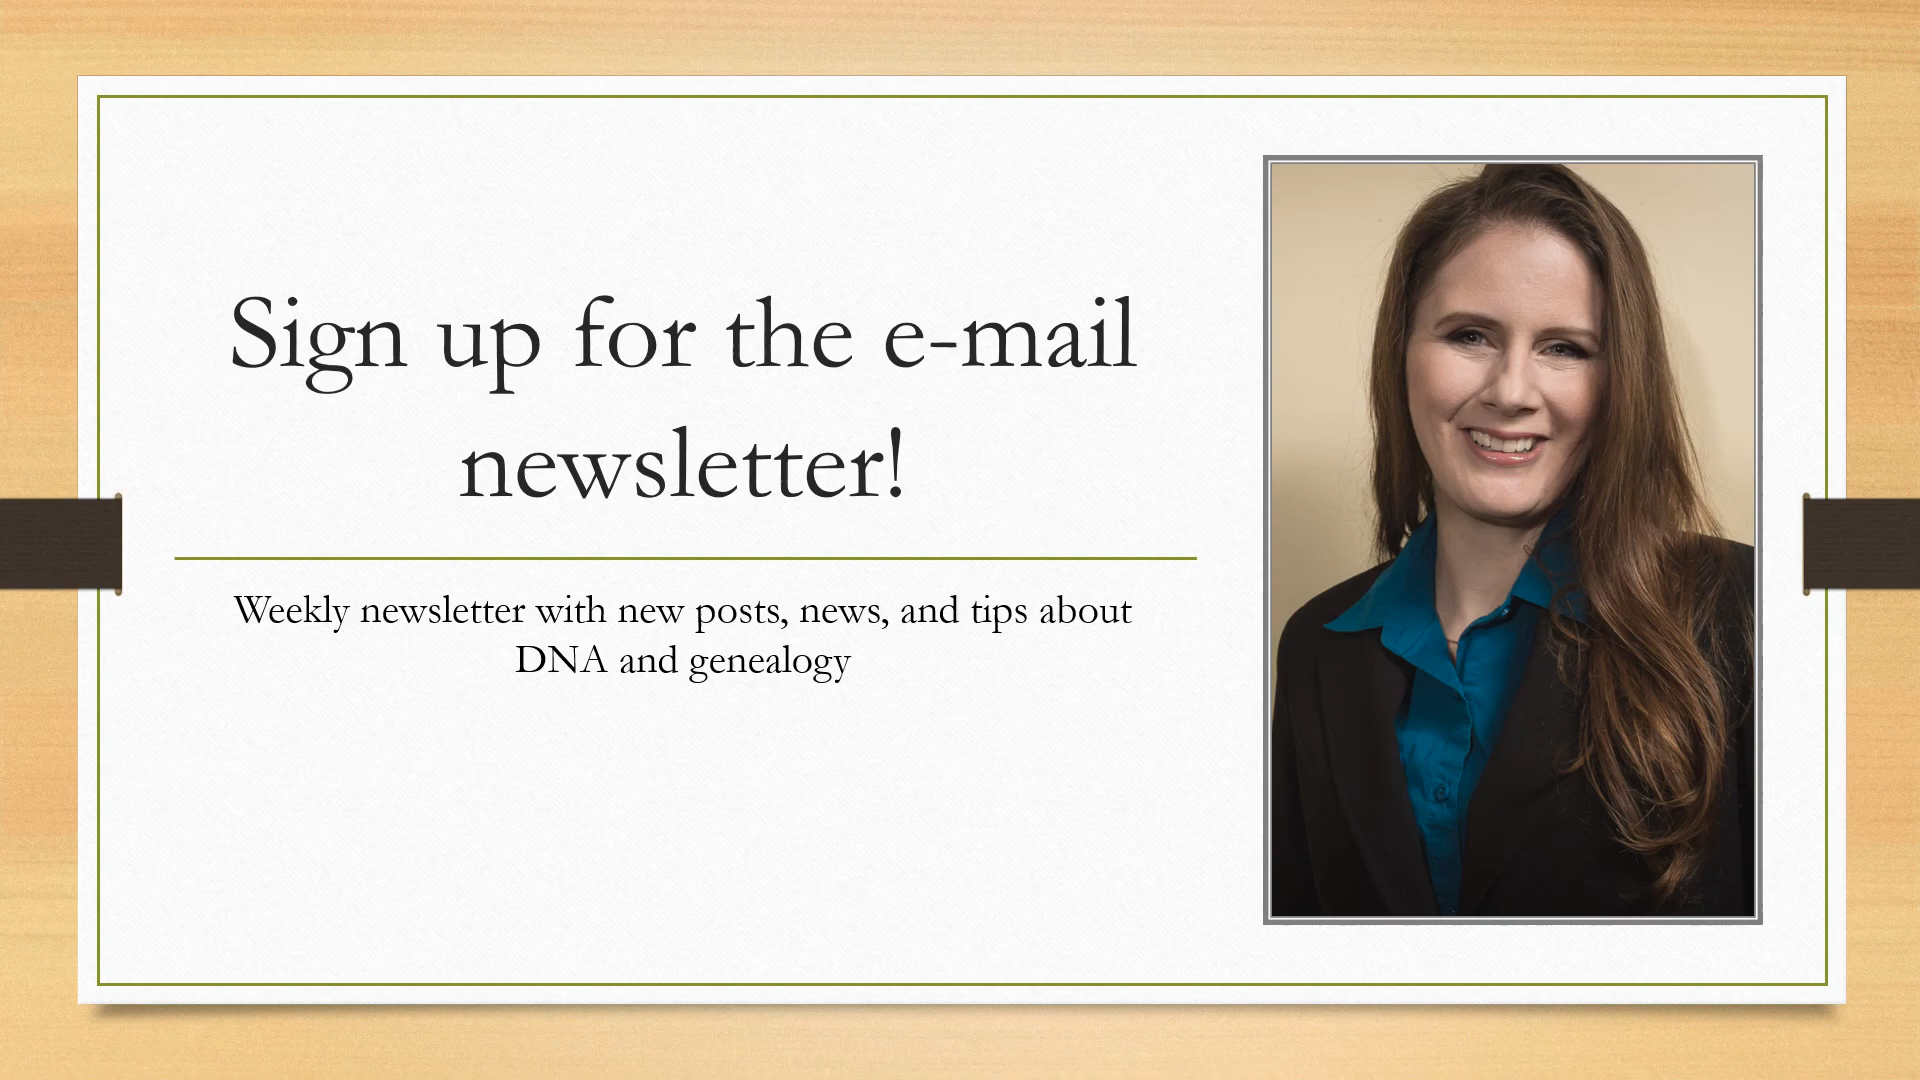 Sign up for the e-mail
newsletter!
Weekly newsletter with new posts, news, and tips about
DNA and genealogy